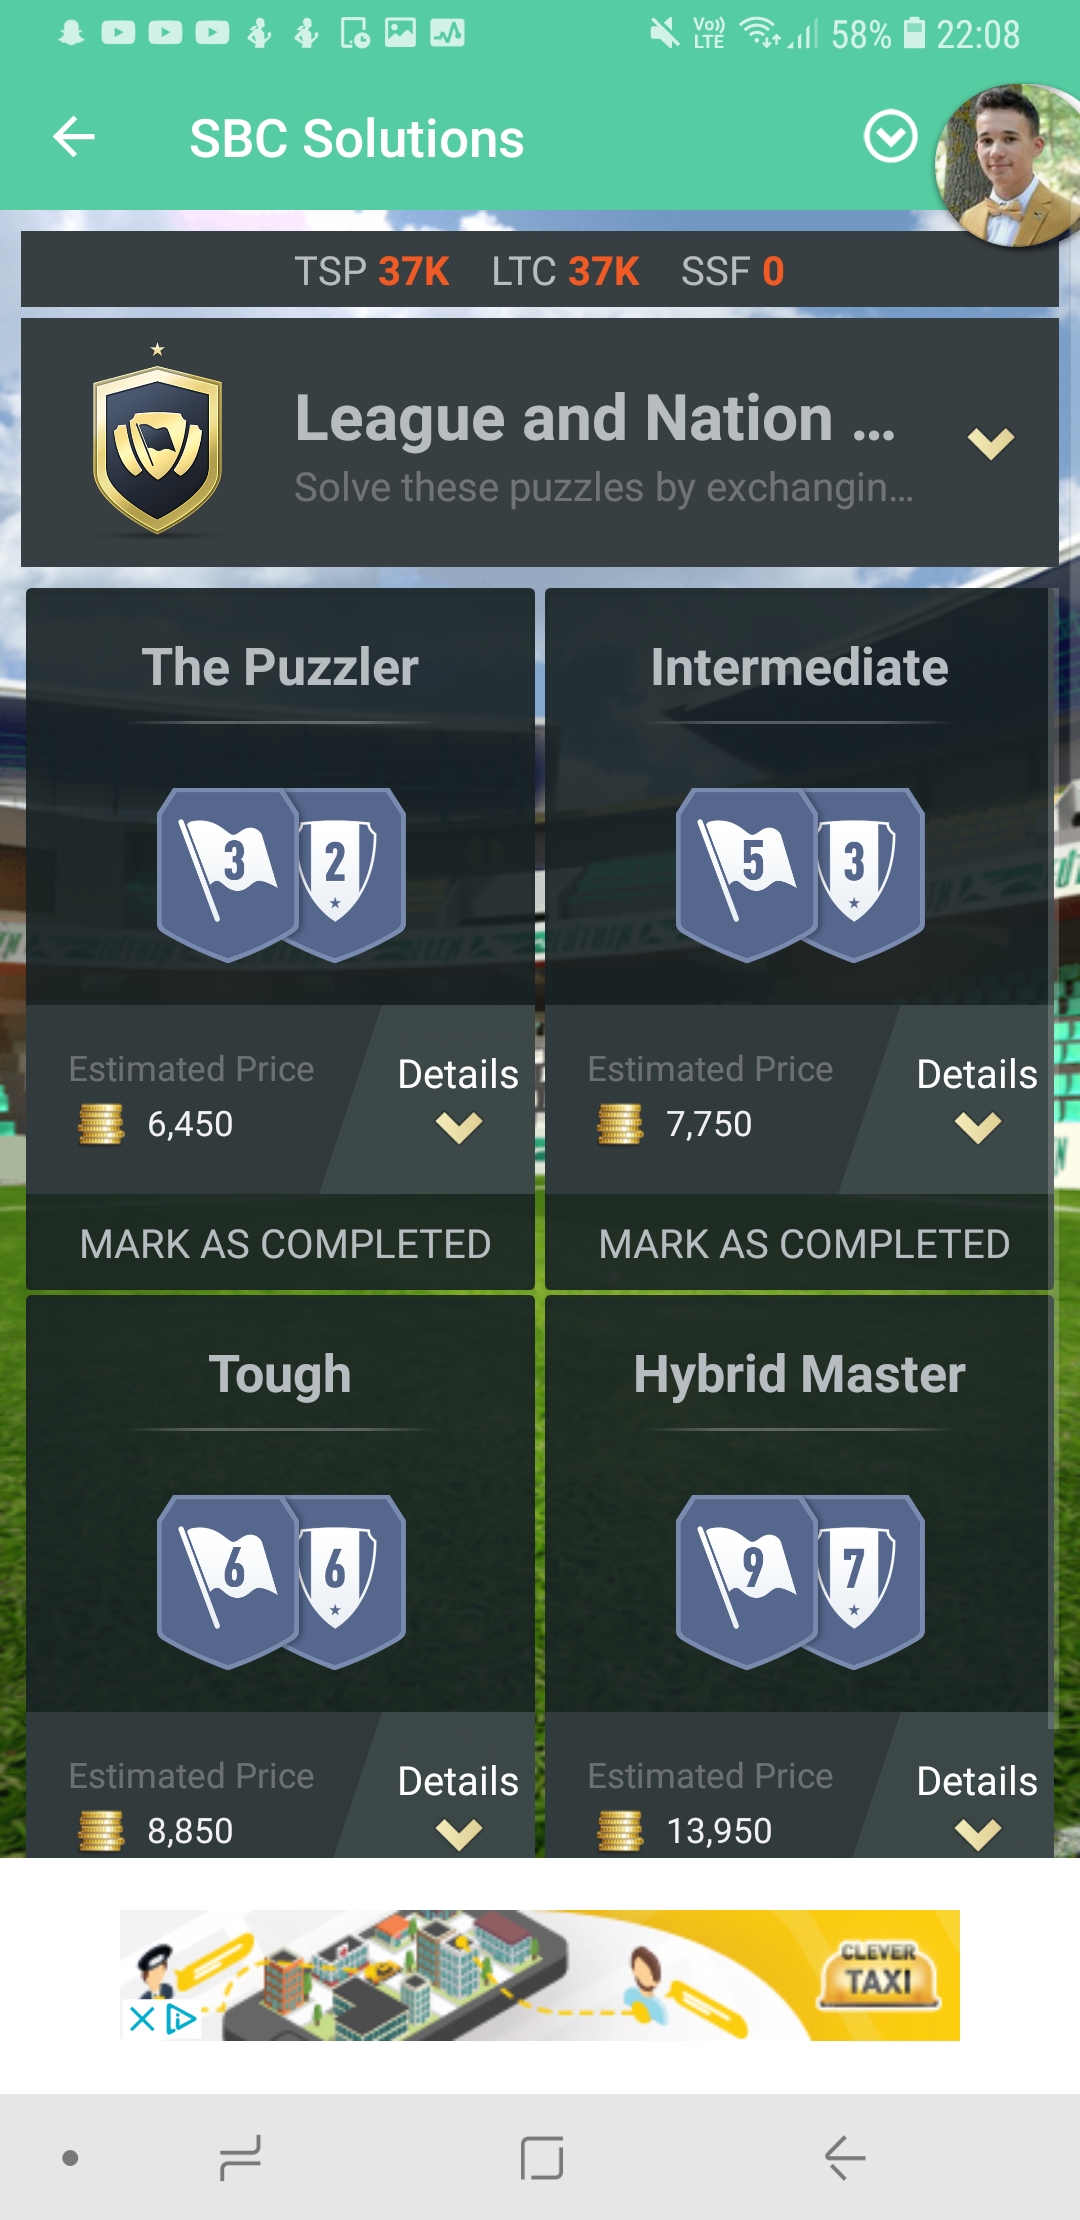 Vo)) LTE 58% 22:08
SBC Solutions
TSP 37K LTC 37K SSF 0
League and Nation ...
Solve these puzzles by exchangin...
The Puzzler
3 2
Estimated Price
6,450
Details
MARK AS COMPLETED
Intermediate
5 3
Estimated Price
7,750
Details
MARK AS COMPLETED
Tough
6 6
Estimated Price
8,850
Details
Hybrid Master
9 7
Estimated Price
13,950
Details
CLEVER
TAXI